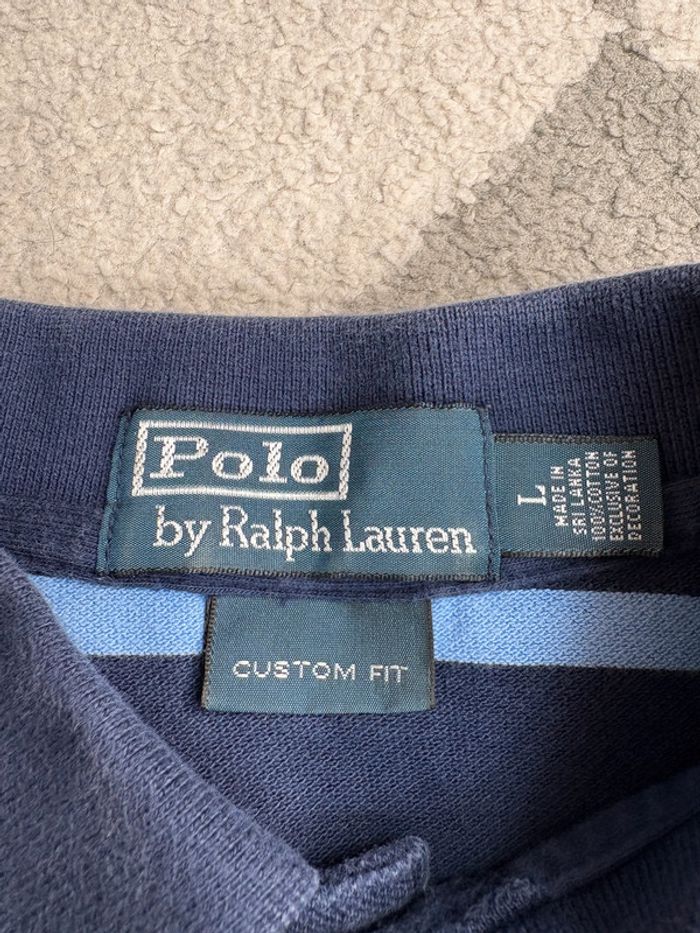 Polo
by Ralph Lauren
L
MADE IN
SRI LANKA
100% COTTON
EXCLUSIVE OF
DECORATION
CUSTOM FIT